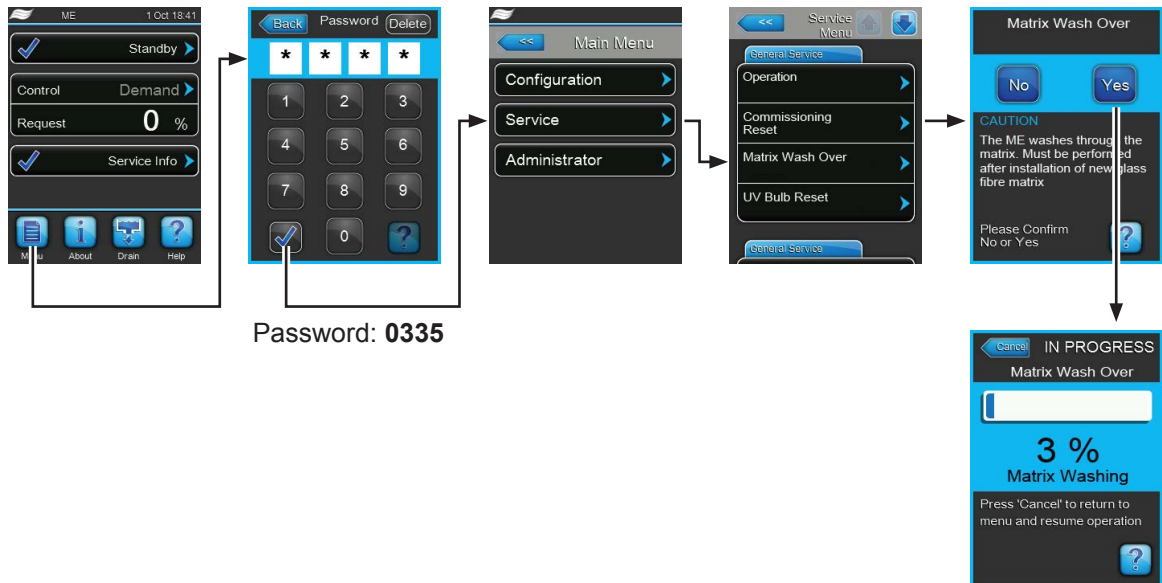 ME 1 Oct 18:41
Standby
Control Demand
Request 0 %
Service Info
Menu About Drain Help
Back Password Delete
* * * *
1 2 3
4 5 6
7 8 9
0 ?
Password: 0335
<< Main Menu
Configuration
Service
Administrator
<< Service
Menu
General Service
Operation
Commissioning
Reset
Matrix Wash Over
UV Bulb Reset
General Service
Matrix Wash Over
No Yes
CAUTION
The ME washes through the
matrix. Must be performed
after installation of new glass
fibre matrix
Please Confirm
No or Yes
?
Cancel IN PROGRESS
Matrix Wash Over
3 %
Matrix Washing
Press 'Cancel' to return to
menu and resume operation
?